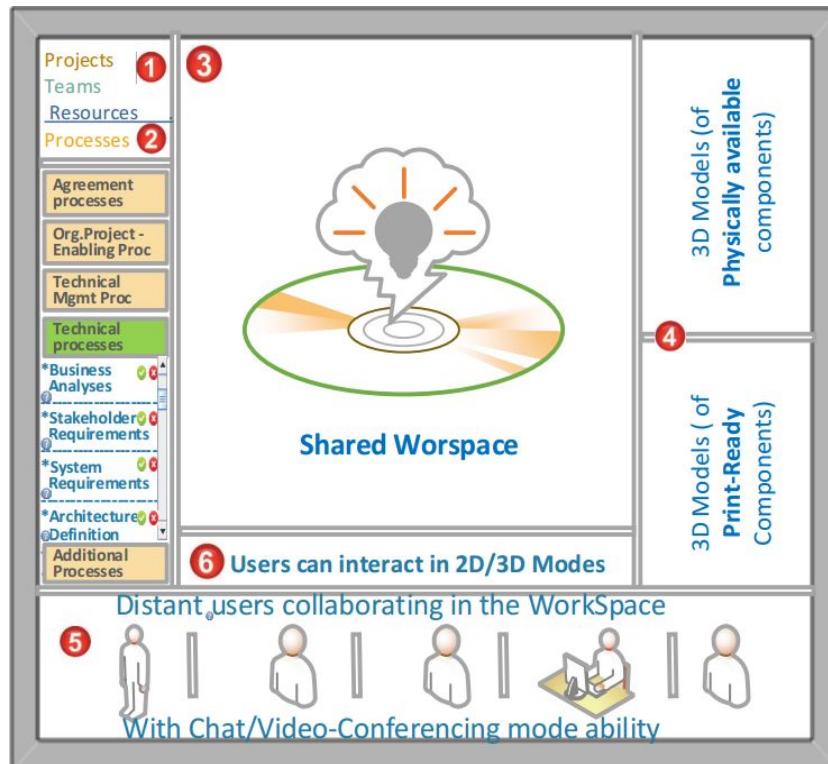 Projects
1
Teams
Resources
Processes
2
Agreement
processes
Org.Project -
Enabling Proc
Technical
Mgmt Proc
Technical
processes
*Business
Analyses
?
*Stakeholder
Requirements
?
*System
Requirements
?
*Architecture
Definition
Additional
Processes
3
Shared Worspace
6
Users can interact in 2D/3D Modes
3D Models (of
Physically available
components)
4
3D Models ( of
Print-Ready
Components)
Distant users collaborating in the WorkSpace
5
With Chat/Video-Conferencing mode ability